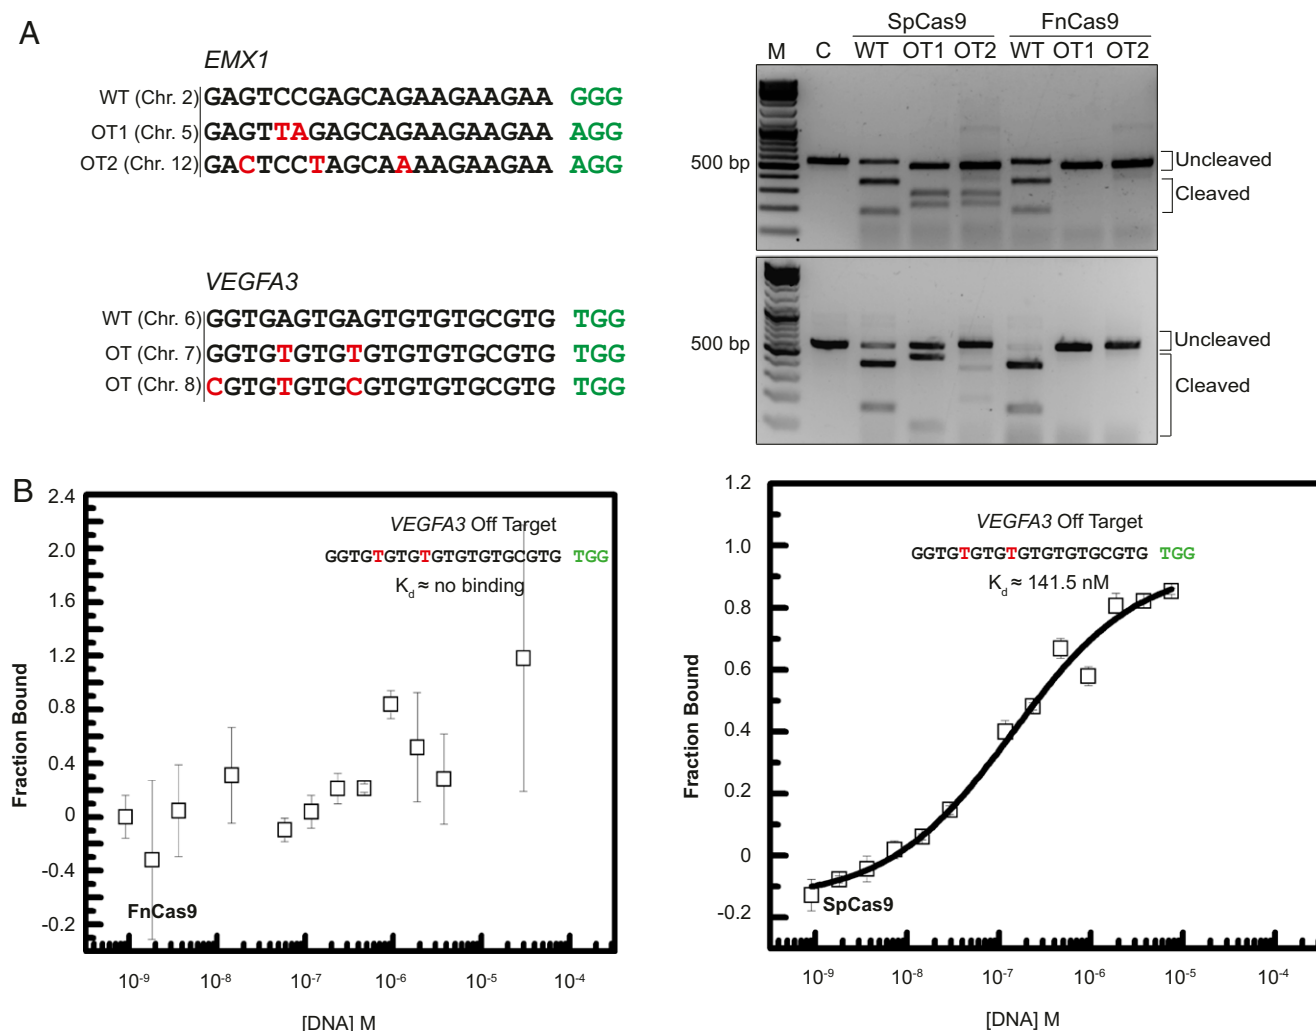 A
EMX1
WT (Chr. 2) GAGTCCGAGCAGAAGAAGAA GGG
OT1 (Chr. 5) GAGTTAGAGCAGAAGAAGAA AGG
OT2 (Chr. 12) GACTCCTAGCAAAAGAAGAA AGG
VEGFA3
WT (Chr. 6) GGTGAGTGAGTGTGTGCGTG TGG
OT (Chr. 7) GGTGTGTGTGTGTGTGCGTG TGG
OT (Chr. 8) CGTGTGTGCGTGTGTGCGTG TGG
SpCas9 FnCas9
M C WT OT1 OT2 WT OT1 OT2
500 bp
Uncleaved
Cleaved
500 bp
Uncleaved
Cleaved
B
2.4
2.0
1.6
1.2
0.8
0.4
0
-0.4
-0.2
Fraction Bound
VEGFA3 Off Target
GGTGTGTGTGTGTGTGCGTG TGG
Kd ≈ no binding
FnCas9
10-9 10-8 10-7 10-6 10-5 10-4
[DNA] M
1.2
1.0
0.8
0.6
0.4
0.2
0
-0.2
Fraction Bound
VEGFA3 Off Target
GGTGTGTGTGTGTGTGCGTG TGG
Kd ≈ 141.5 nM
SpCas9
10-9 10-8 10-7 10-6 10-5 10-4
[DNA] M